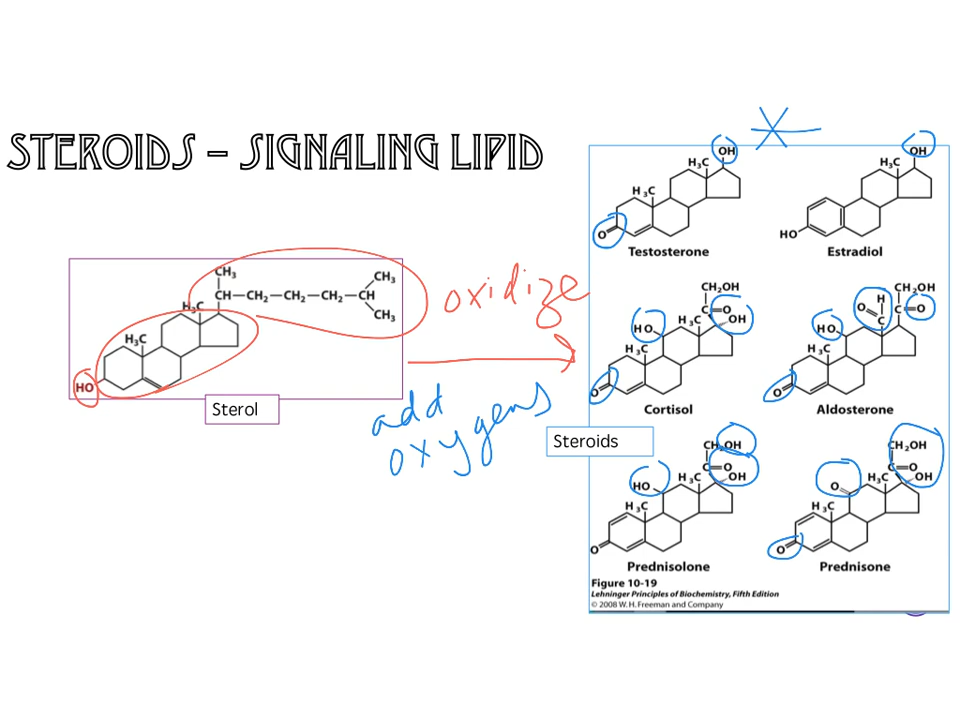 STEROIDS – SIGNALING LIPID
CH3
CH–CH2–CH2–CH2–CH
CH3
CH3
H3C
H3C
HO
Sterol
oxidize
add
oxygens
Steroids
OH
H3C
H3C
O
Testosterone
OH
H3C
HO
Estradiol
CH2OH
C=O
OH
HO
H3C
H3C
O
Cortisol
CH2OH
H
O
C
C=O
HO
H3C
O
Aldosterone
CH2OH
C=O
OH
HO
H3C
H3C
O
Prednisolone
CH2OH
C=O
OH
O
H3C
H3C
O
Prednisone
Figure 10-19
Lehninger Principles of Biochemistry, Fifth Edition
© 2008 W. H. Freeman and Company